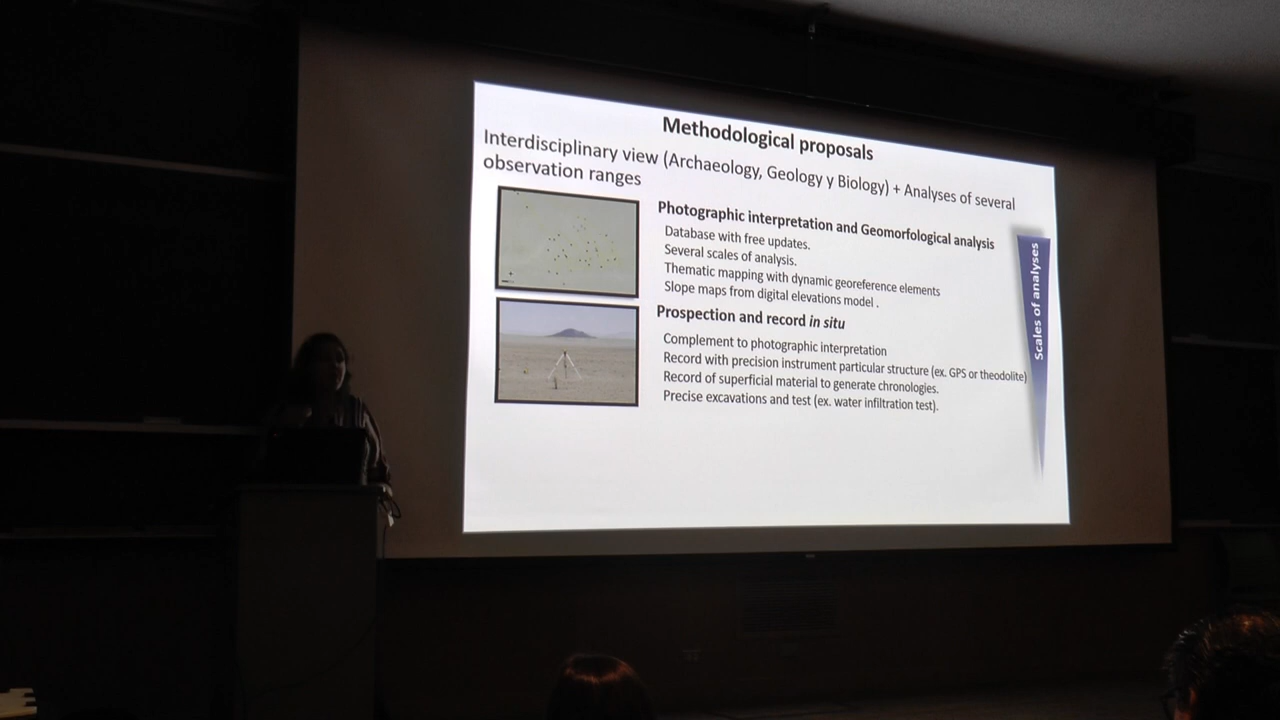 Methodological proposals
Interdisciplinary view (Archaeology, Geology y Biology) + Analyses of several
observation ranges
Photographic interpretation and Geomorfological analysis
Database with free updates.
Several scales of analysis.
Thematic mapping with dynamic georeference elements
Slope maps from digital elevations model .
Prospection and record in situ
Complement to photographic interpretation
Record with precision instrument particular structure (ex. GPS or theodolite)
Record of superficial material to generate chronologies.
Precise excavations and test (ex. water infiltration test).
Scales of analyses